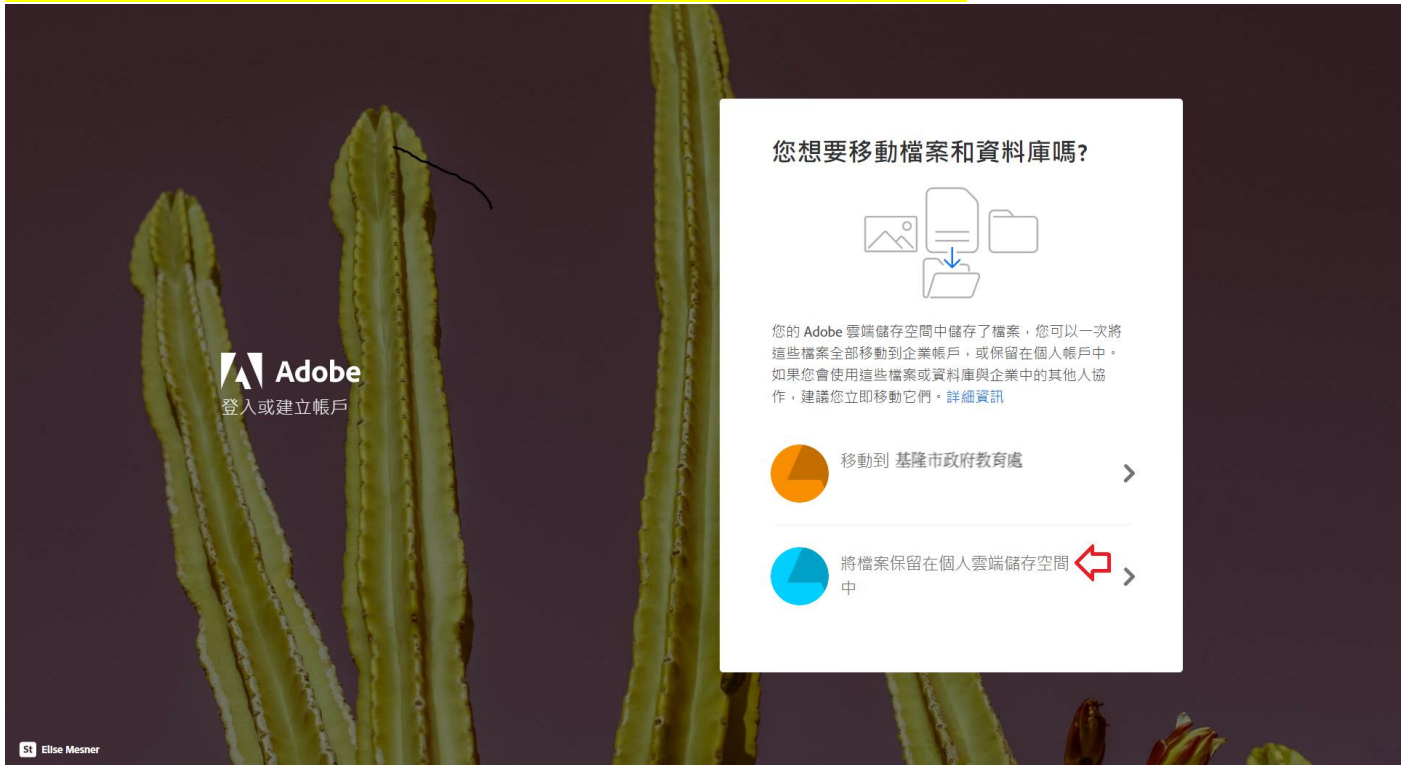 您想要移動檔案和資料庫嗎?
您的 Adobe 雲端儲存空間中儲存了檔案，您可以一次將
這些檔案全部移動到企業帳戶，或保留在個人帳戶中。
如果您會使用這些檔案或資料庫與企業中的其他人協
作，建議您立即移動它們。詳細資訊
移動到 基隆市政府教育處
將檔案保留在個人雲端儲存空間
中
Adobe
登入或建立帳戶
St Elise Mesner